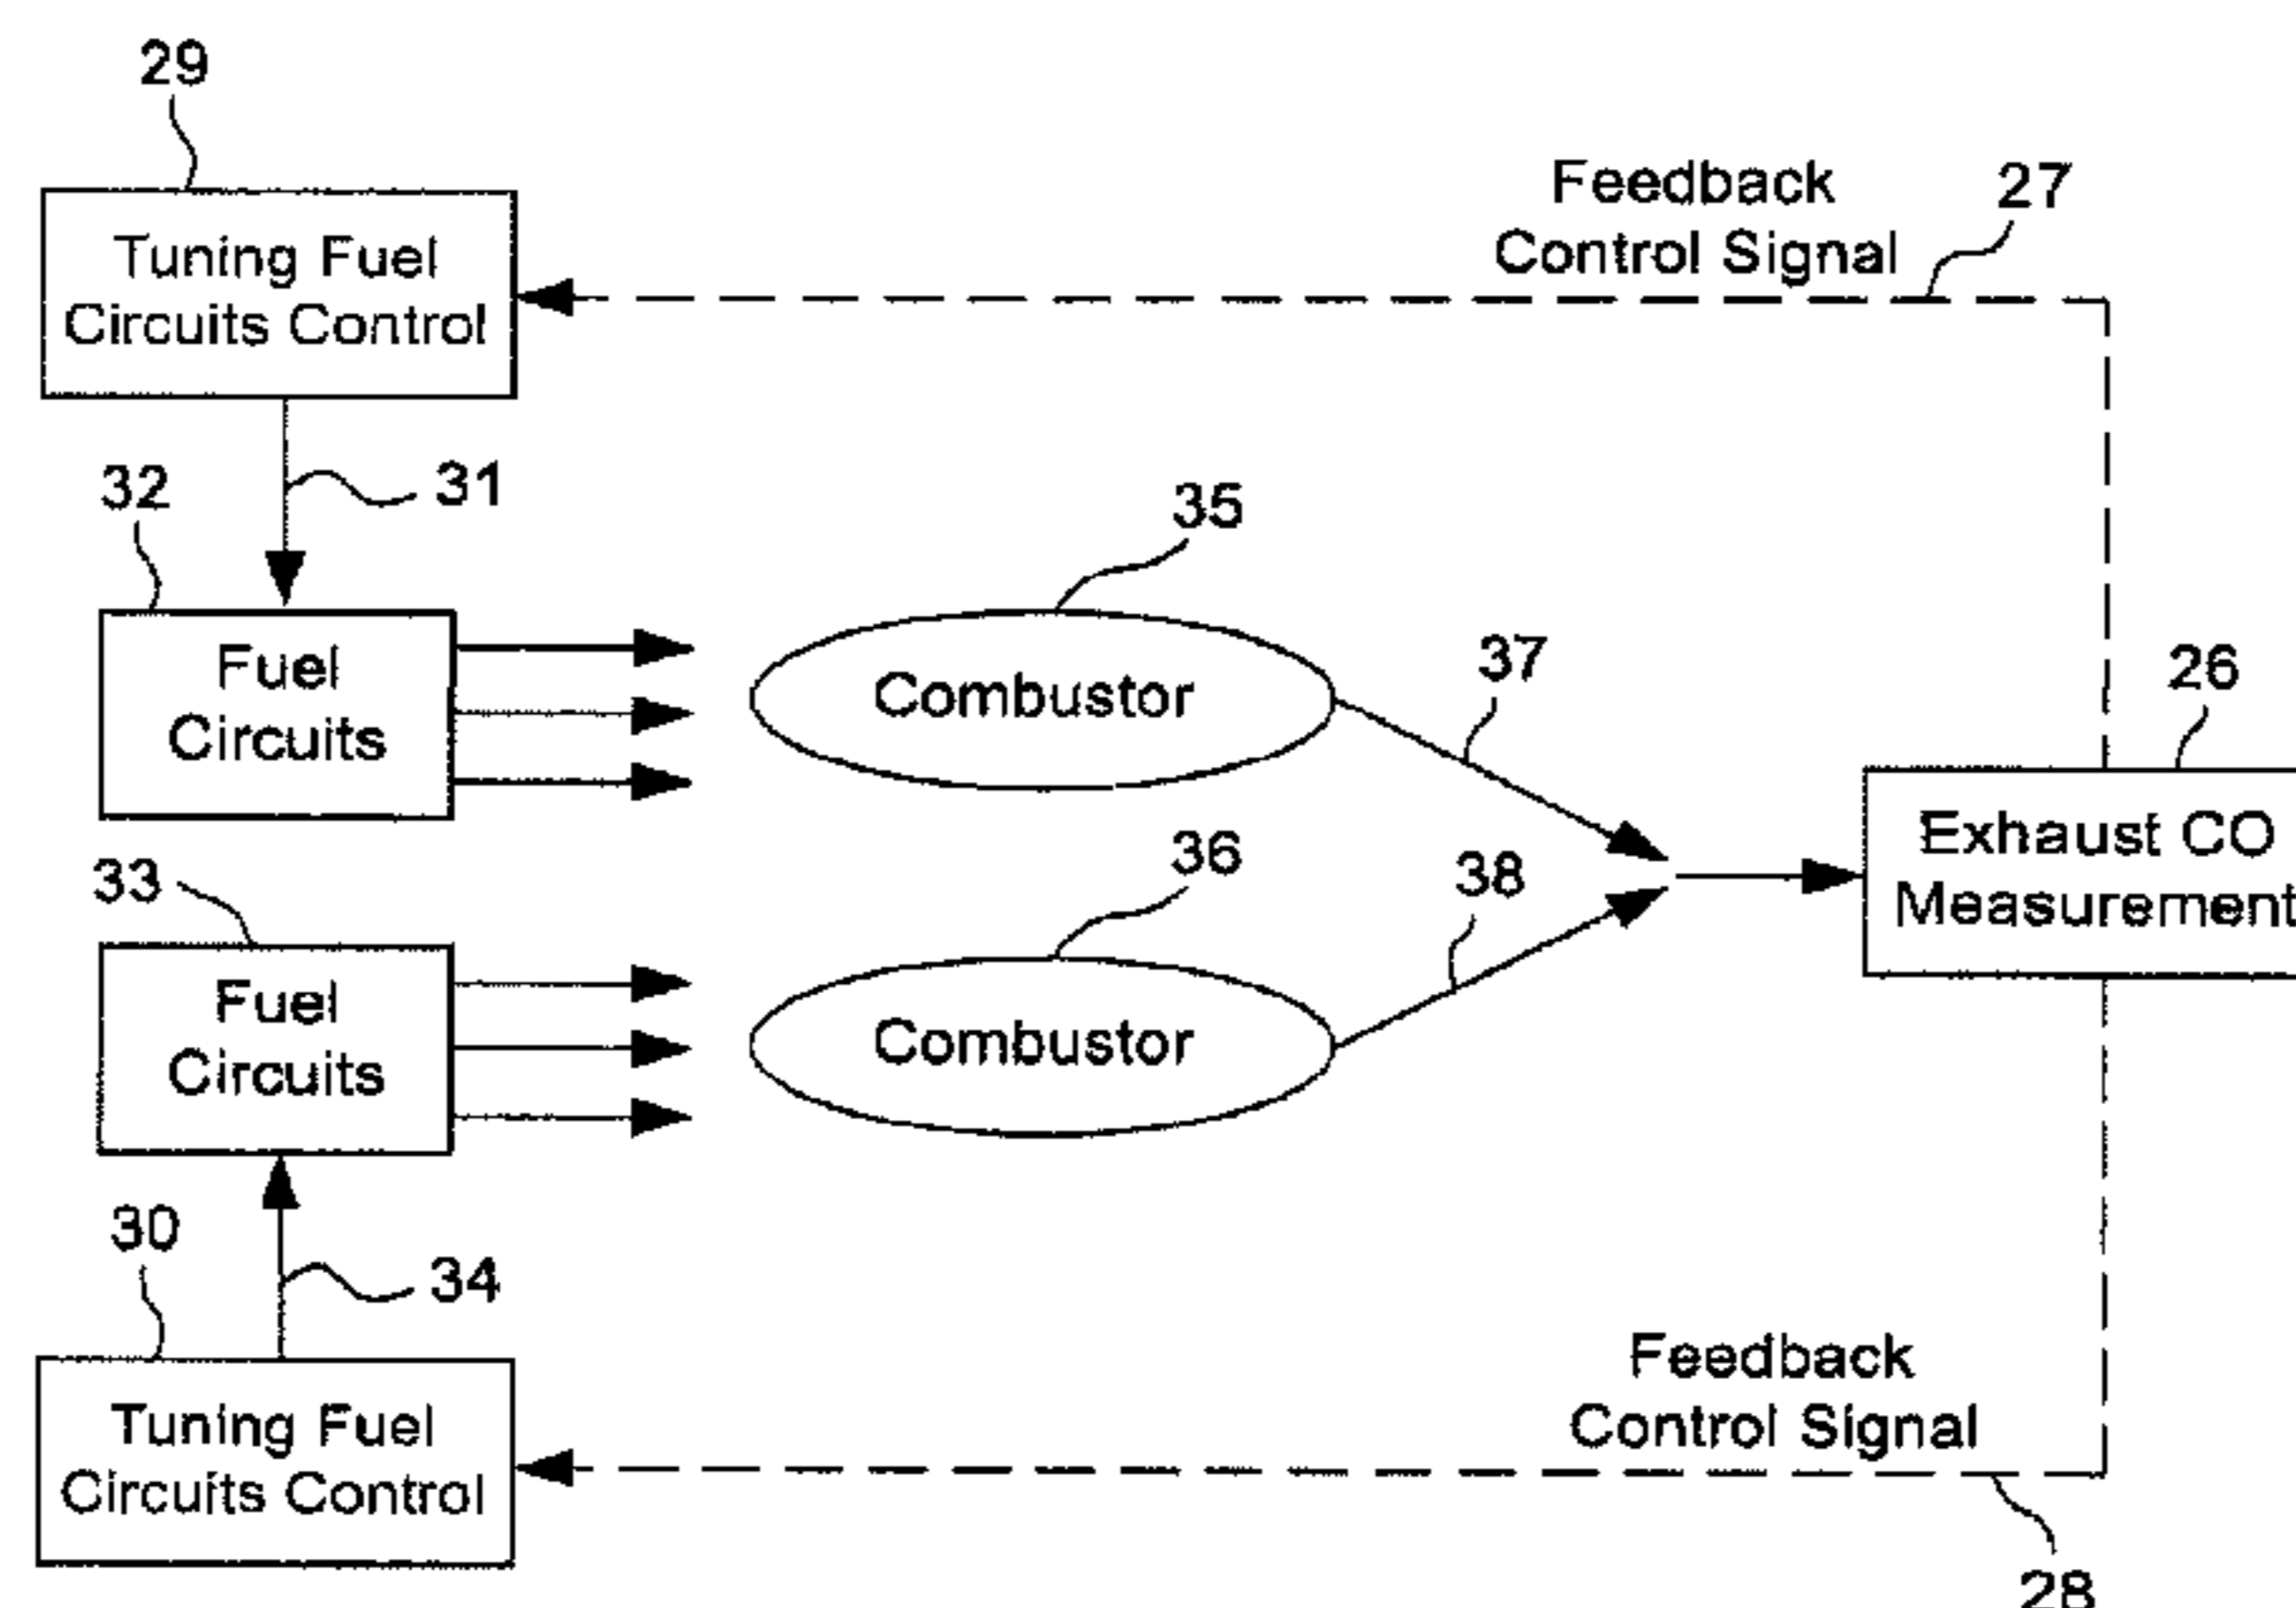 29
Feedback
Control Signal
27
Tuning Fuel
Circuits Control
31
32
35
Fuel
Circuits
Combustor
37
26
Exhaust CO
Measurement
33
36
38
Fuel
Circuits
Combustor
30
34
Tuning Fuel
Circuits Control
Feedback
Control Signal
28